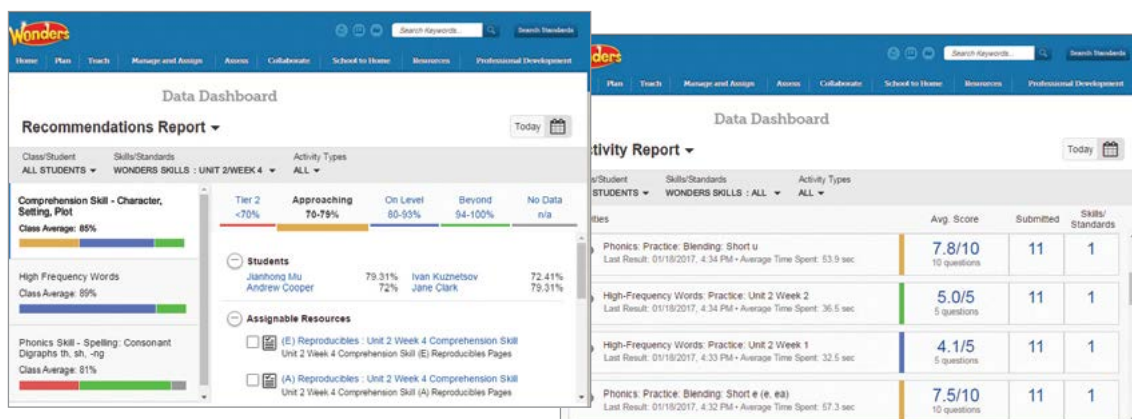 Wonders
Search Keywords...
Search Standards
Home Plan Teach Manage and Assign Assess Collaborate School to Home Resources Professional Development
Data Dashboard
Recommendations Report
Today
Class/Student Skills/Standards Activity Types
ALL STUDENTS WONDERS SKILLS : UNIT 2/WEEK 4 ALL
Comprehension Skill - Character,
Setting, Plot
Class Average: 85%
High Frequency Words
Class Average: 89%
Phonics Skill - Spelling: Consonant
Digraphs th, sh, -ng
Class Average: 81%
Tier 2 Approaching On Level Beyond No Data
<70% 70-79% 80-93% 94-100% n/a
Students
Jianhong Mu 79.31% Ivan Kuznetsov 72.41%
Andrew Cooper 72% Jane Clark 79.31%
Assignable Resources
(E) Reproducibles : Unit 2 Week 4 Comprehension Skill
Unit 2 Week 4 Comprehension Skill (E) Reproducibles Pages
(A) Reproducibles : Unit 2 Week 4 Comprehension Skill
Unit 2 Week 4 Comprehension Skill (A) Reproducibles Pages
ders
Search Keywords...
Search Standards
Plan Teach Manage and Assign Assess Collaborate School to Home Resources Professional Development
Data Dashboard
tivity Report
Today
s/Student Skills/Standards Activity Types
STUDENTS WONDERS SKILLS : ALL ALL
ties Avg. Score Submitted Skills/
Standards
Phonics: Practice: Blending: Short u 7.8/10 11 1
Last Result: 01/18/2017, 4:34 PM • Average Time Spent: 53.9 sec 10 questions
High-Frequency Words: Practice: Unit 2 Week 2 5.0/5 11 1
Last Result: 01/18/2017, 4:34 PM • Average Time Spent: 36.5 sec 5 questions
High-Frequency Words: Practice: Unit 2 Week 1 4.1/5 11 1
Last Result: 01/18/2017, 4:33 PM • Average Time Spent: 32.5 sec 5 questions
Phonics: Practice: Blending: Short e (e, ea) 7.5/10 11 1
Last Result: 01/18/2017, 4:32 PM • Average Time Spent: 57.3 sec 10 questions